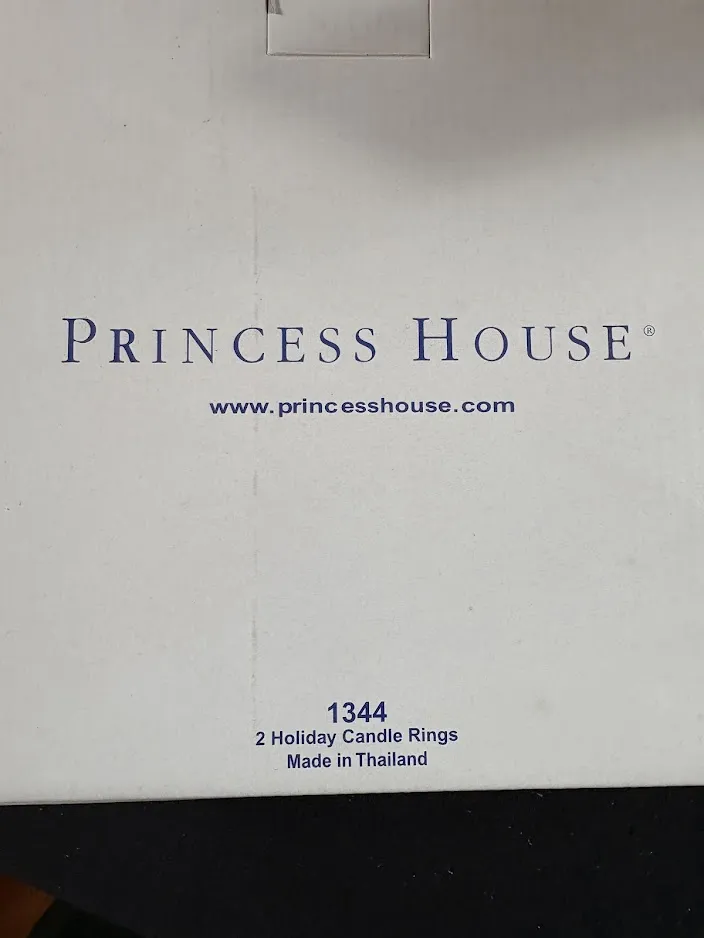 PRINCESS HOUSE®
www.princesshouse.com
1344
2 Holiday Candle Rings
Made in Thailand